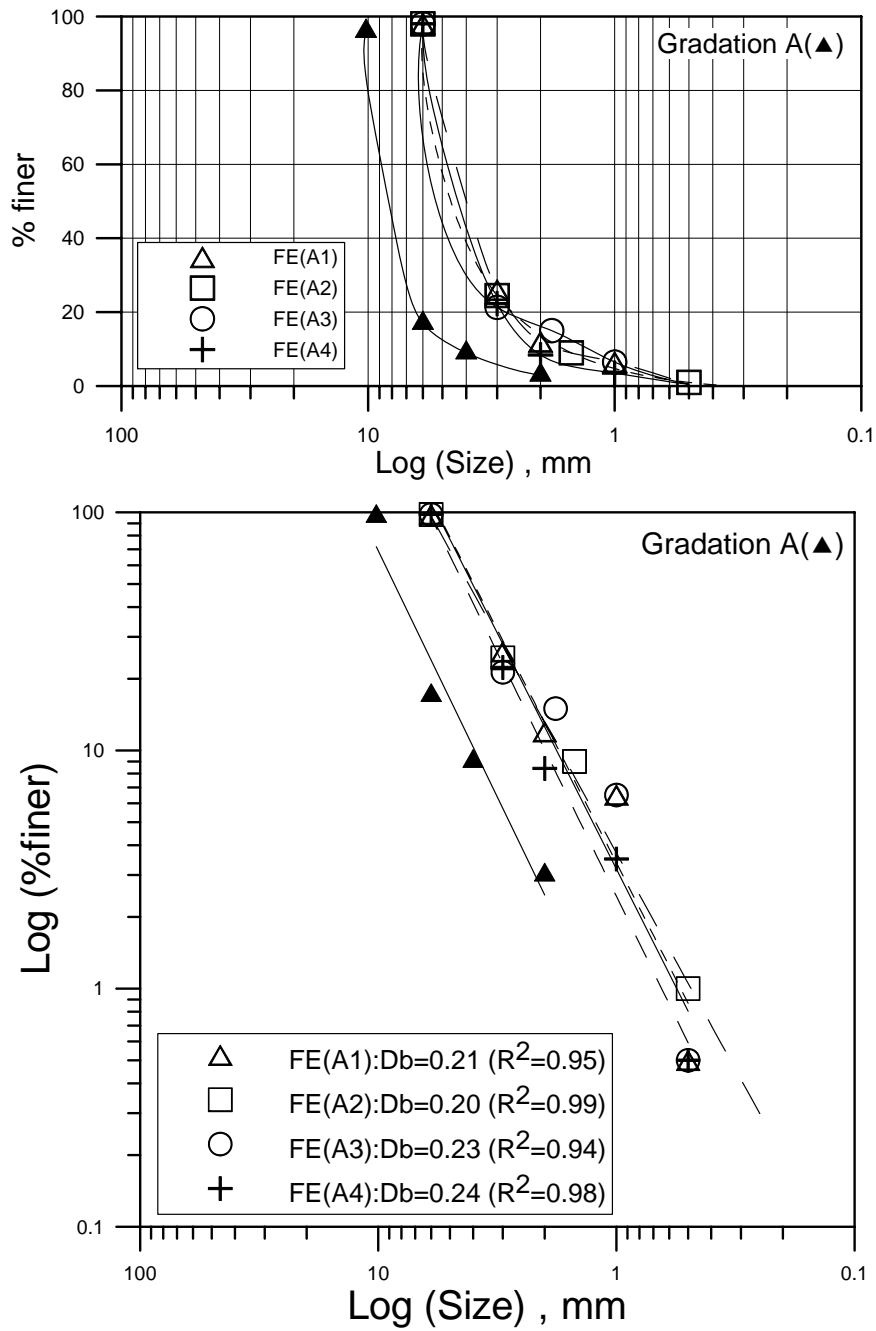 100
Gradation A(▲)
80
60
% finer
40
FE(A1)
FE(A2)
20
FE(A3)
FE(A4)
0
100
10
1
0.1
Log (Size) , mm
100
Gradation A(▲)
10
Log (%finer)
1
FE(A1):Db=0.21 (R²=0.95)
FE(A2):Db=0.20 (R²=0.99)
FE(A3):Db=0.23 (R²=0.94)
FE(A4):Db=0.24 (R²=0.98)
0.1
100
10
1
0.1
Log (Size) , mm